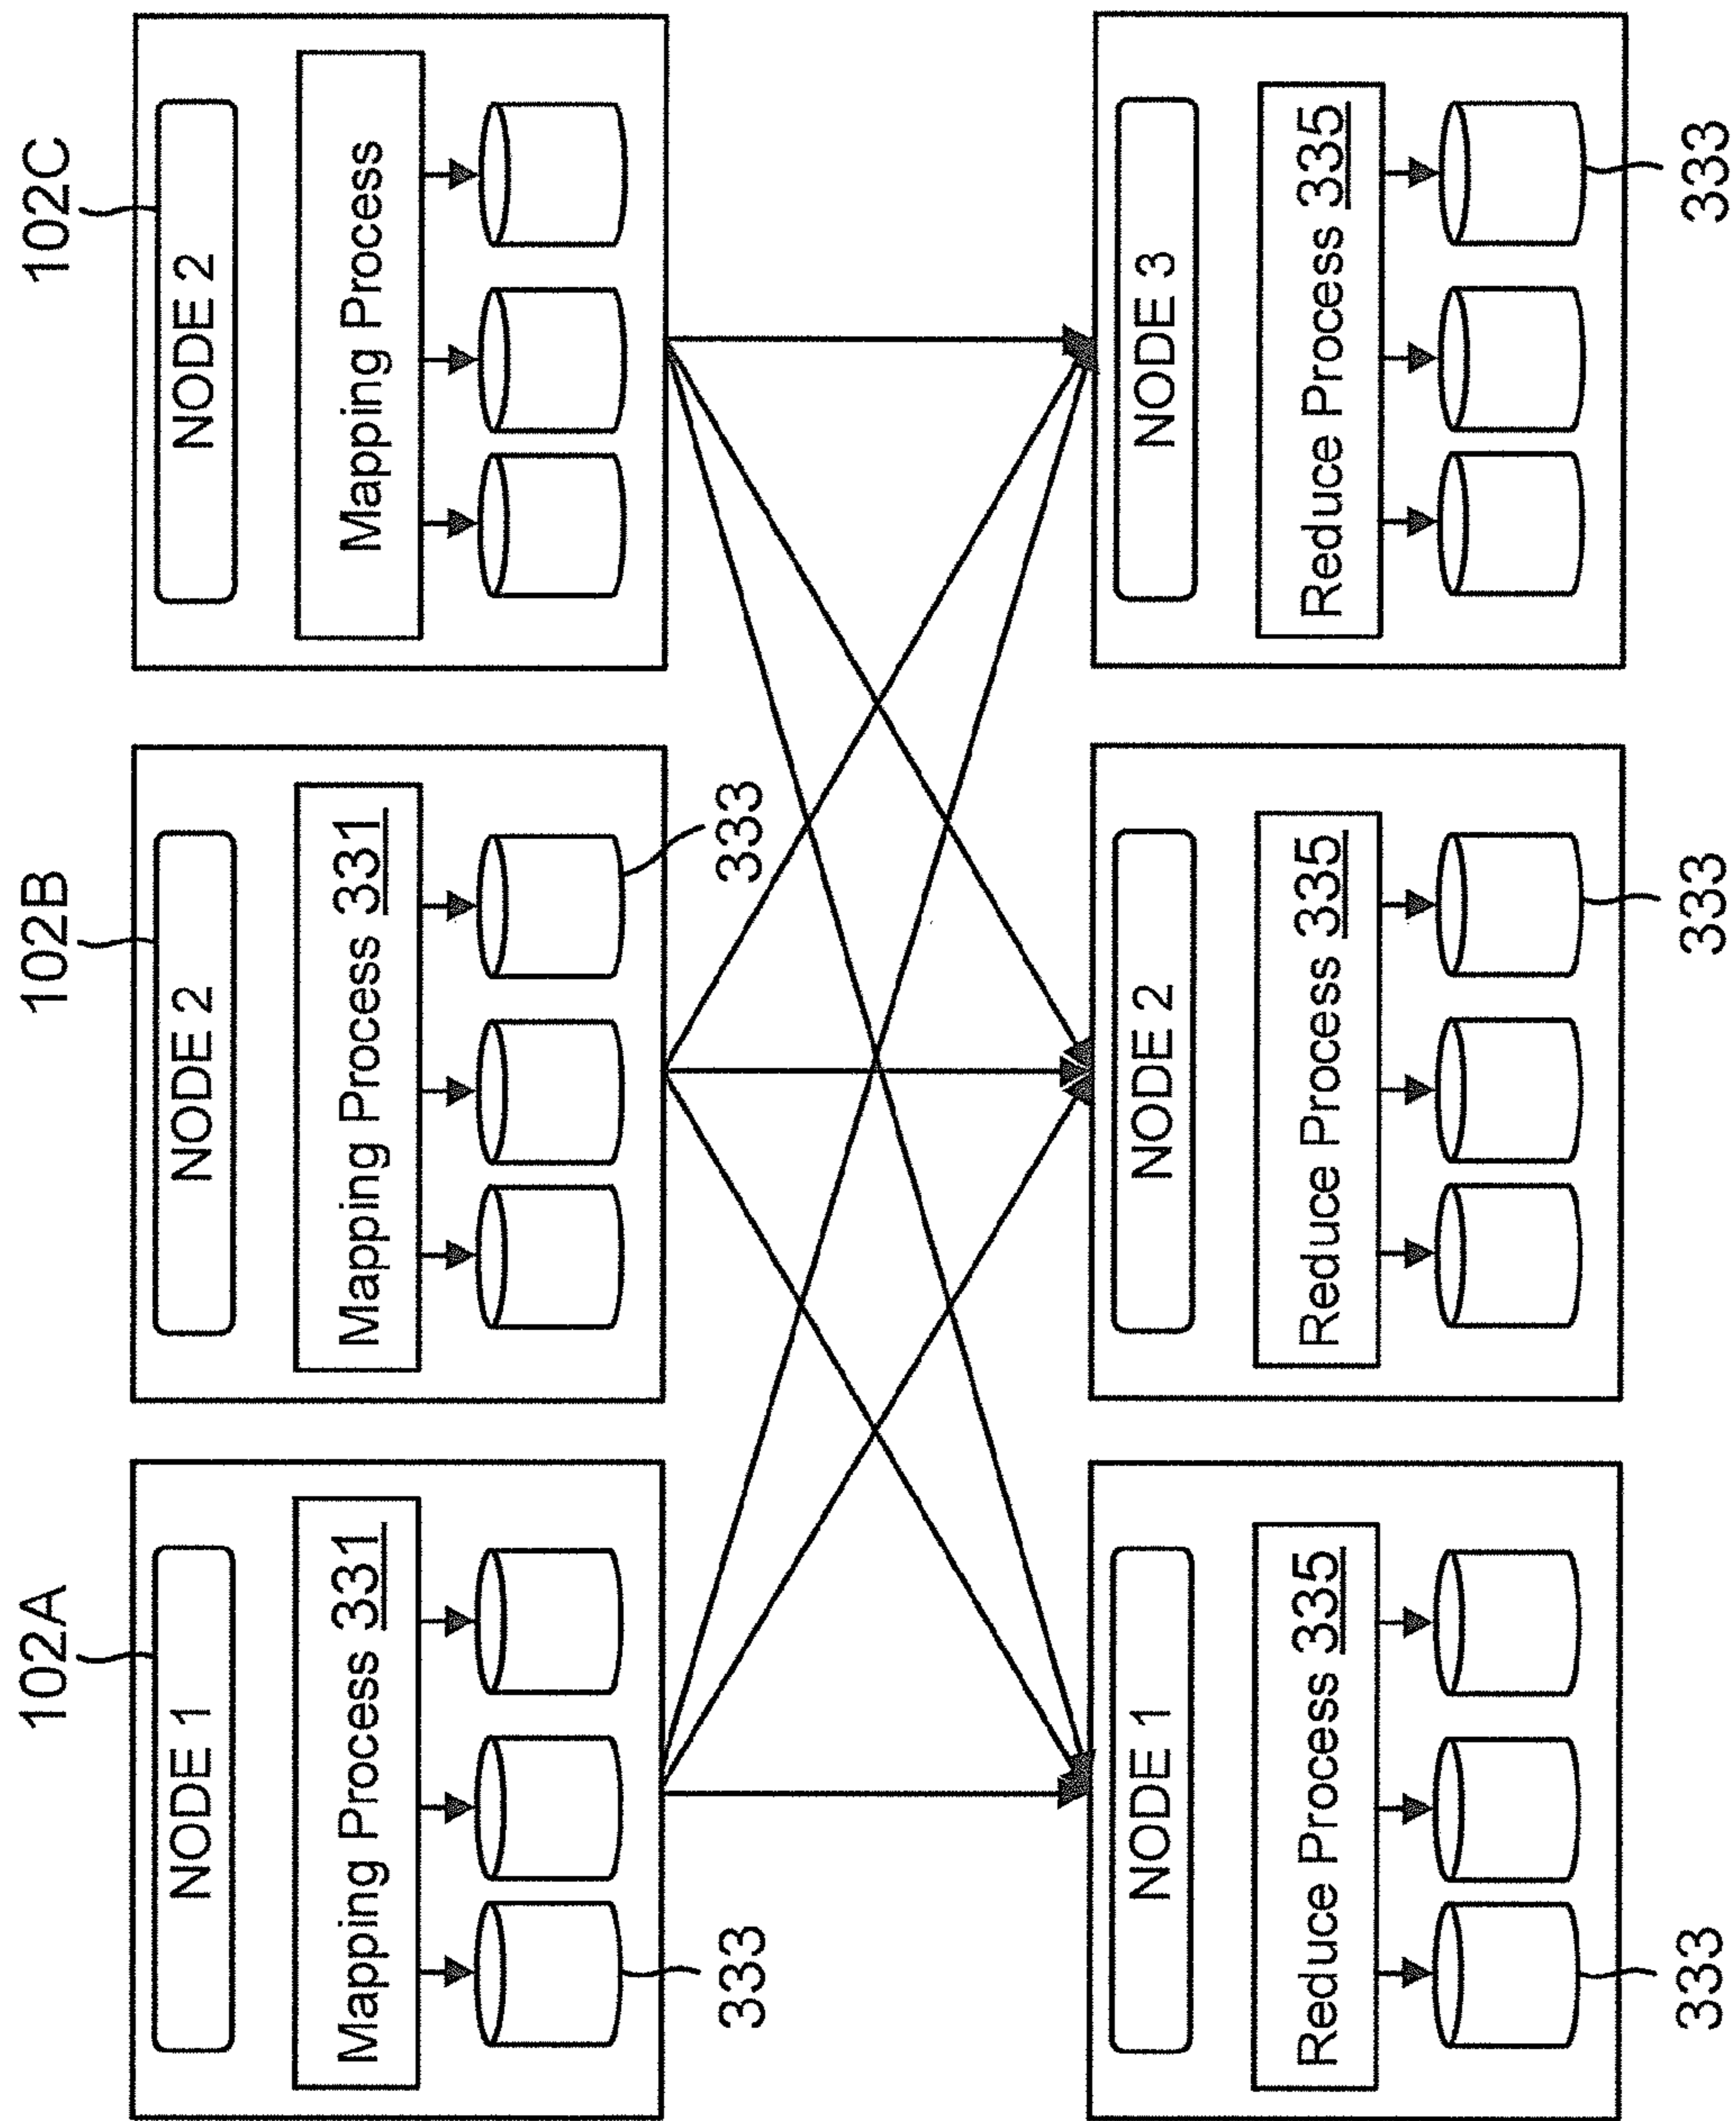 102A
102B
102C
NODE 1
NODE 2
NODE 2
Mapping Process 331
Mapping Process 331
Mapping Process
333
333
NODE 1
NODE 2
NODE 3
Reduce Process 335
Reduce Process 335
Reduce Process 335
333
333
333